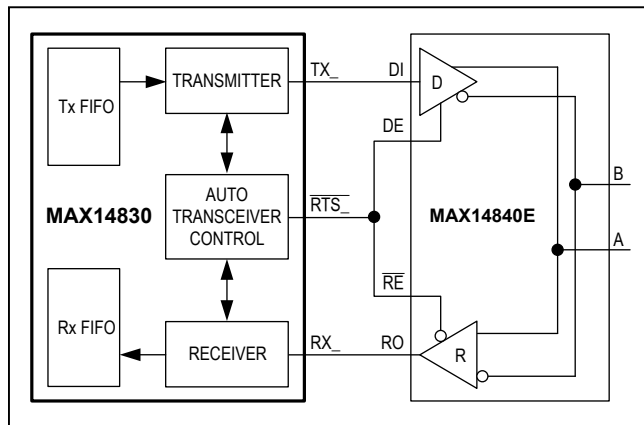 Tx FIFO
TRANSMITTER
TX_
DI
D
DE
MAX14830
AUTO
TRANSCEIVER
CONTROL
RTS_
MAX14840E
B
A
RE
Rx FIFO
RECEIVER
RX_
RO
R